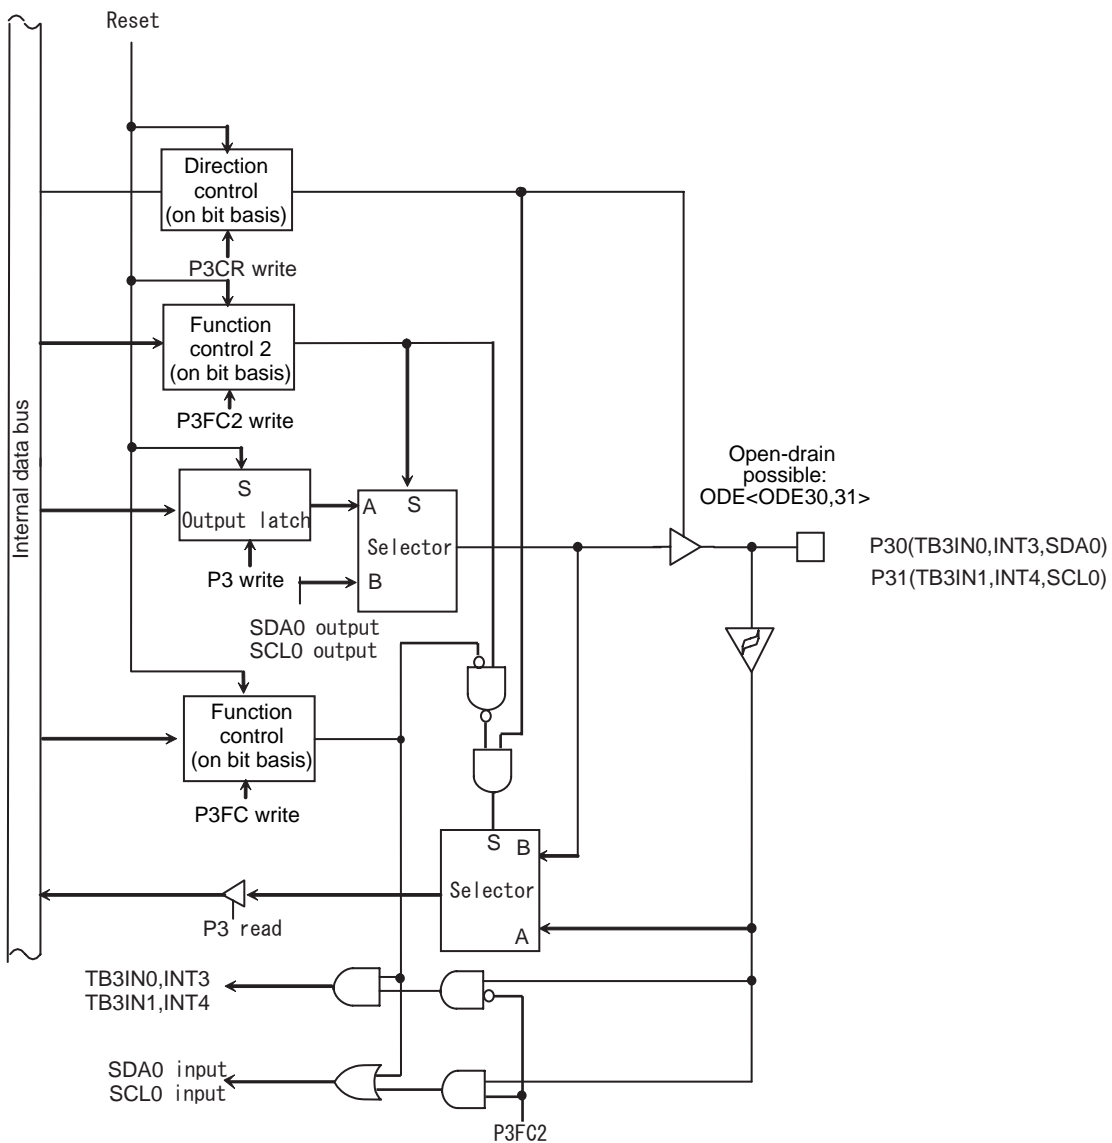 Reset
Direction
control
(on bit basis)
P3CR write
Function
control 2
(on bit basis)
P3FC2 write
Internal data bus
S
Output latch
P3 write
A
S
Selector
B
SDA0 output
SCL0 output
Open-drain
possible:
ODE<ODE30,31>
P30(TB3IN0,INT3,SDA0)
P31(TB3IN1,INT4,SCL0)
Function
control
(on bit basis)
P3FC write
S
B
Selector
A
P3 read
TB3IN0,INT3
TB3IN1,INT4
SDA0 input
SCL0 input
P3FC2